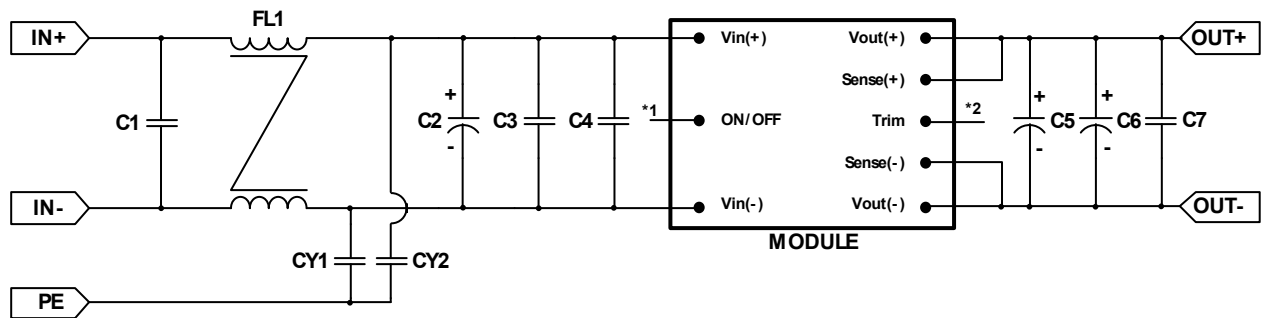 FL1
IN+
Vin(+)
Vout(+)
OUT+
Sense(+)
+
+
+
C1
C2
C3
C4
*1
ON/OFF
Trim
*2
C5
C6
C7
-
-
-
Sense(-)
IN-
Vin(-)
Vout(-)
OUT-
MODULE
CY1
CY2
PE